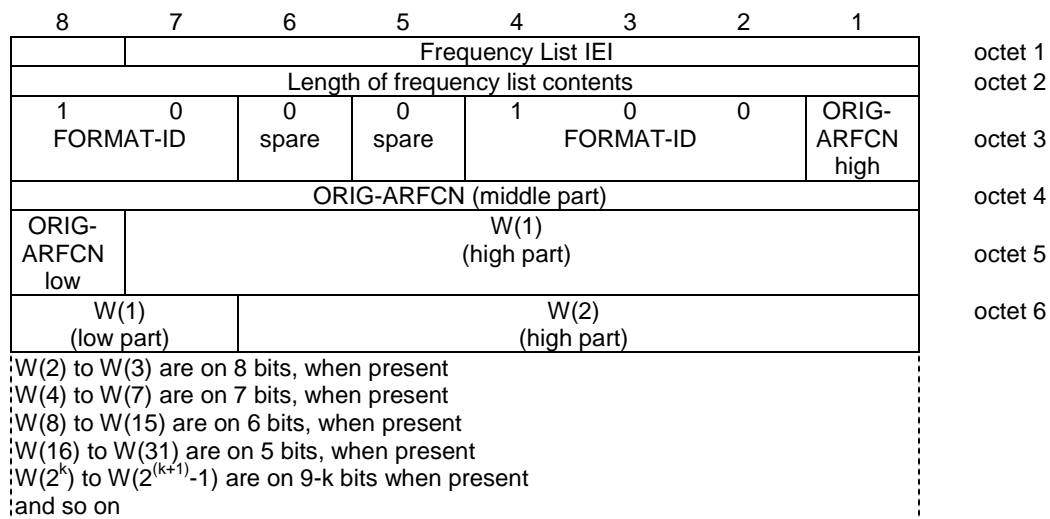 8 7 6 5 4 3 2 1
Frequency List IEI octet 1
Length of frequency list contents octet 2
1 0 0 0 1 0 0 ORIG-
FORMAT-ID spare spare FORMAT-ID ARFCN octet 3
high
ORIG-ARFCN (middle part) octet 4
ORIG- W(1)
ARFCN (high part) octet 5
low
W(1) W(2) octet 6
(low part) (high part)
W(2) to W(3) are on 8 bits, when present
W(4) to W(7) are on 7 bits, when present
W(8) to W(15) are on 6 bits, when present
W(16) to W(31) are on 5 bits, when present
W(2^k) to W(2^(k+1)-1) are on 9-k bits when present
and so on